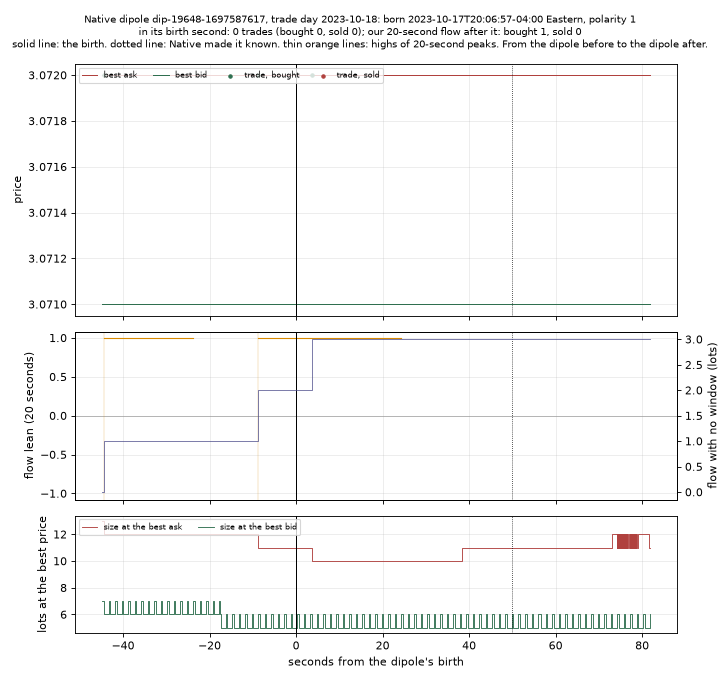 Native dipole dip-19648-1697587617, trade day 2023-10-18: born 2023-10-17T20:06:57-04:00 Eastern, polarity 1
in its birth second: 0 trades (bought 0, sold 0); our 20-second flow after it: bought 1, sold 0
solid line: the birth. dotted line: Native made it known. thin orange lines: highs of 20-second peaks. From the dipole before to the dipole after.
best ask best bid trade, bought trade, sold
3.0720
3.0718
3.0716
3.0714
3.0712
3.0710
price
1.0
0.5
0.0
−0.5
−1.0
flow lean (20 seconds)
3.0
2.5
2.0
1.5
1.0
0.5
0.0
flow with no window (lots)
size at the best ask size at the best bid
12
10
8
6
lots at the best price
−40 −20 0 20 40 60 80
seconds from the dipole's birth